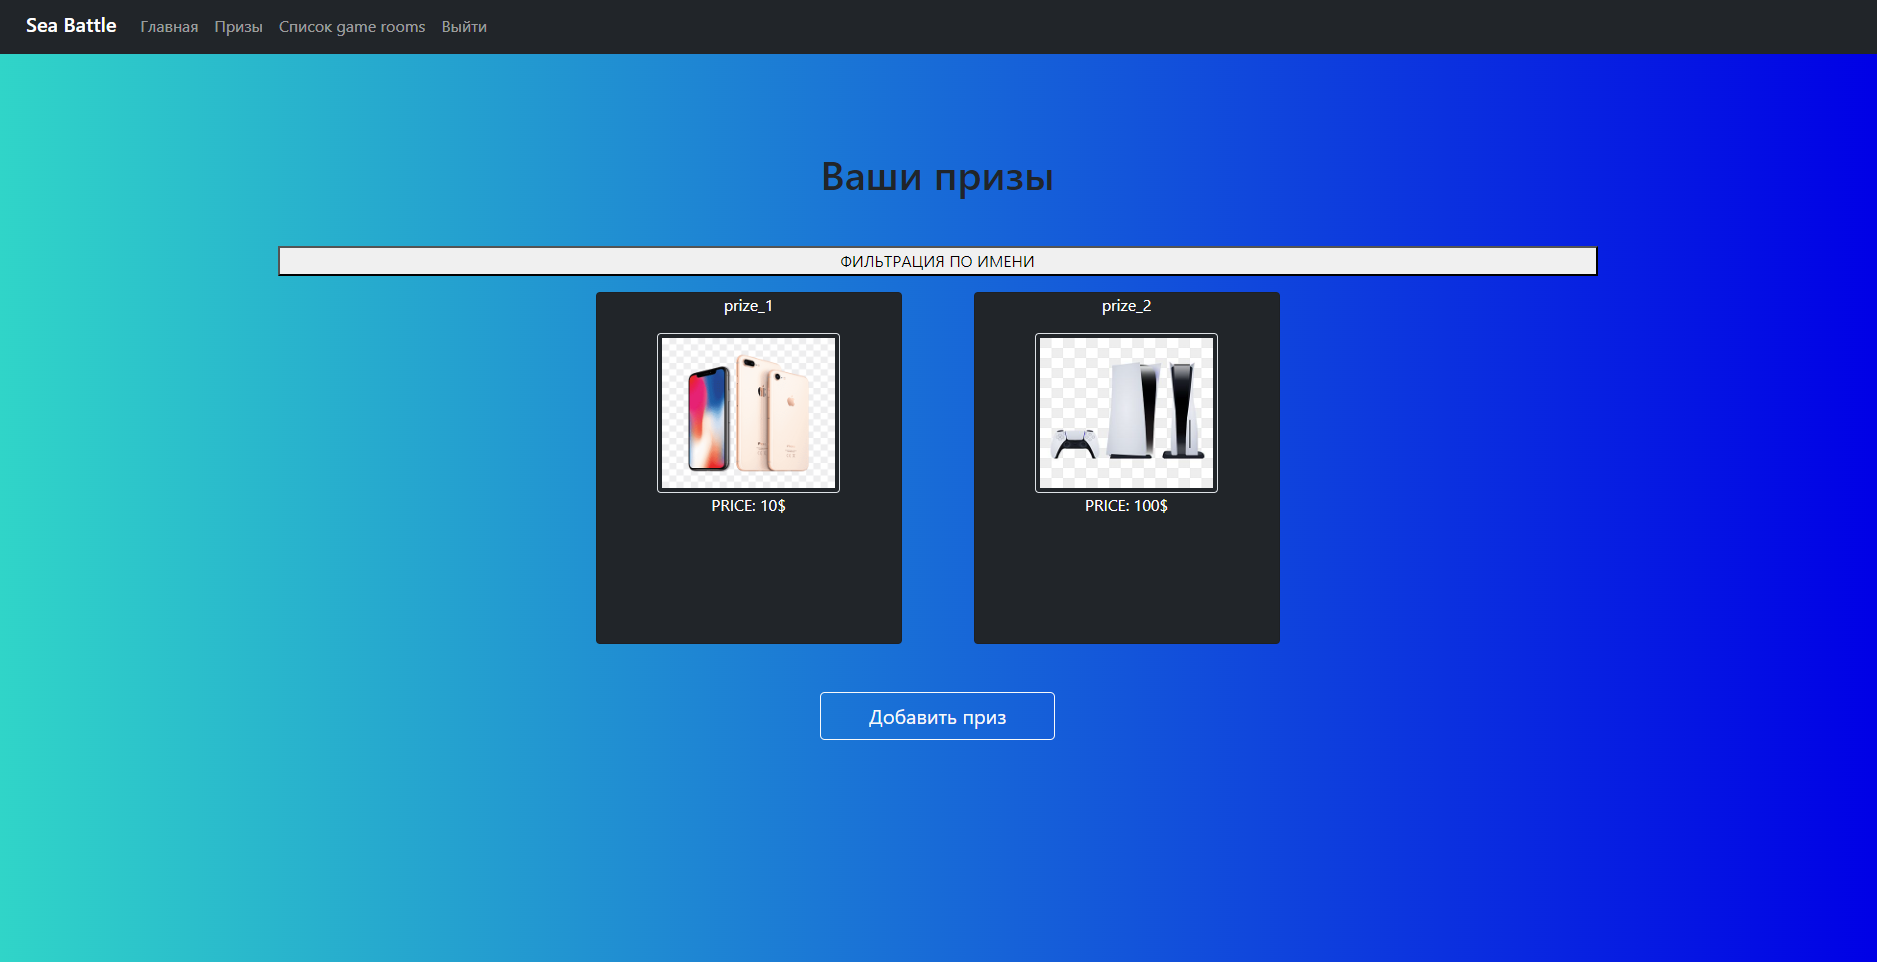 Sea Battle Главная Призы Список game rooms Выйти
Ваши призы
ФИЛЬТРАЦИЯ ПО ИМЕНИ
prize_1
PRICE: 10$
prize_2
PRICE: 100$
Добавить приз